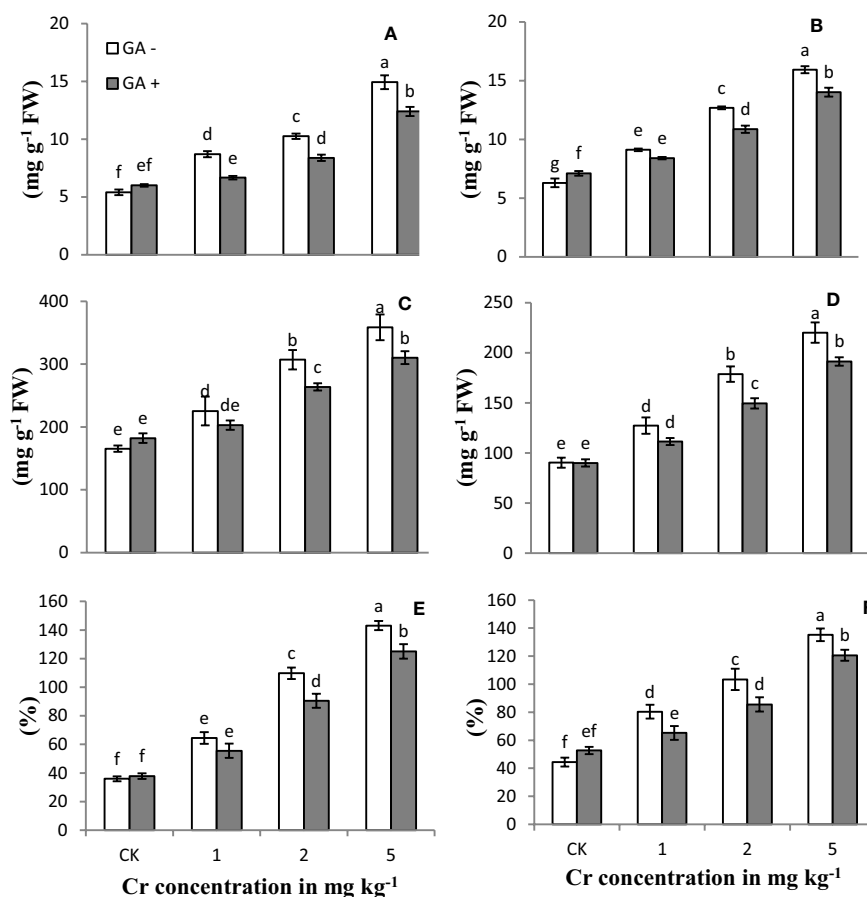 20
15
10
5
0
(mg g⁻¹ FW)
GA -
GA +
A
f ef d e c d a b
20
15
10
5
0
(mg g⁻¹ FW)
B
g f e e c d a b
400
300
200
100
0
(mg g⁻¹ FW)
C
e e d de b c a b
250
200
150
100
50
0
(mg g⁻¹ FW)
D
e e d d b c a b
160
140
120
100
80
60
40
20
0
(%)
E
f f e e c d a b
CK 1 2 5
Cr concentration in mg kg⁻¹
160
140
120
100
80
60
40
20
0
(%)
F
f ef d e c d a b
CK 1 2 5
Cr concentration in mg kg⁻¹